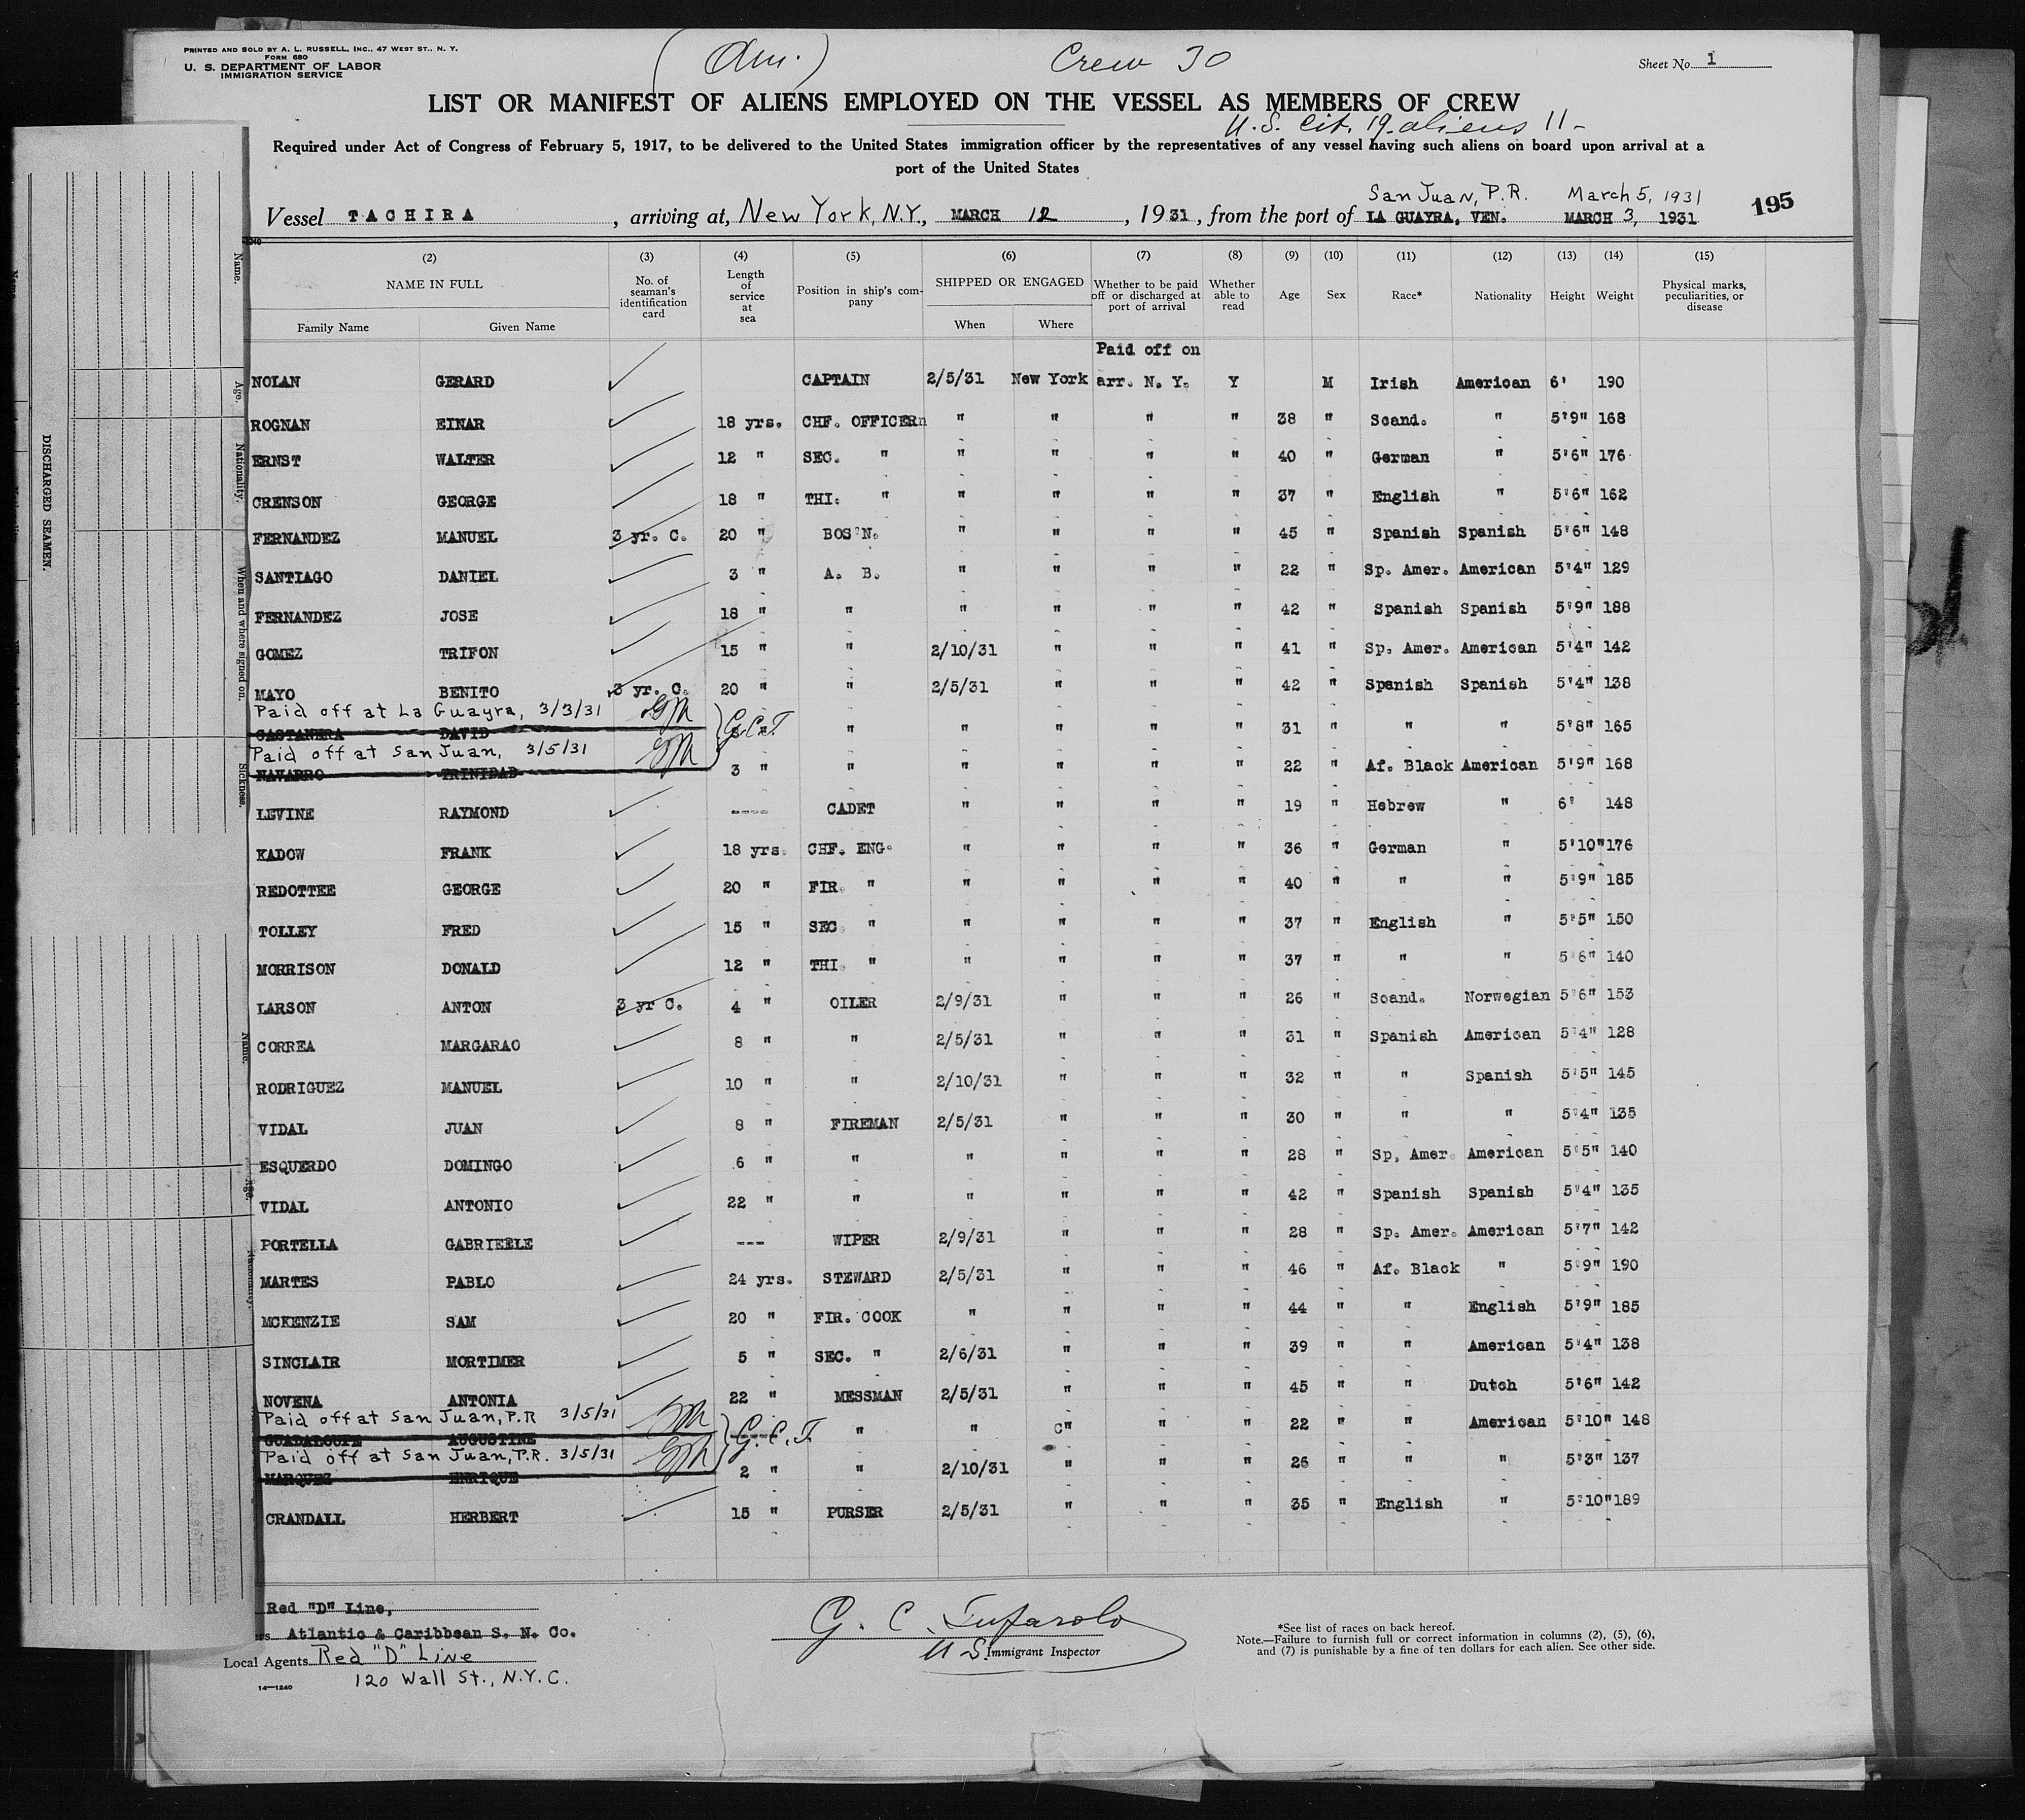 PRINTED AND SOLD BY A. L. RUSSELL, INC., 47 WEST ST., N. Y.
FORM 680
U. S. DEPARTMENT OF LABOR
IMMIGRATION SERVICE
(Am.)
Crew 30
Sheet No. 1
LIST OR MANIFEST OF ALIENS EMPLOYED ON THE VESSEL AS MEMBERS OF CREW
U.S. Cit. 19 aliens 11-
Required under Act of Congress of February 5, 1917, to be delivered to the United States immigration officer by the representatives of any vessel having such aliens on board upon arrival at a
port of the United States
San Juan, P.R. March 5, 1931
Vessel TACHIRA, arriving at, New York, N.Y., MARCH 12, 1931, from the port of LA GUAYRA, VEN. MARCH 3, 1931
195
(2) (3) (4) (5) (6) (7) (8) (9) (10) (11) (12) (13) (14) (15)
NAME IN FULL No. of seaman's identification card Length of service at sea Position in ship's company SHIPPED OR ENGAGED Whether to be paid off or discharged at port of arrival Whether able to read Age Sex Race* Nationality Height Weight Physical marks, peculiarities, or disease
Family Name Given Name When Where
Paid off on
NOLAN GERARD CAPTAIN 2/5/31 New York arr. N. Y. Y M Irish American 6' 190
ROGNAN EINAR 18 yrs. CHF. OFFICER " " " " 38 " Scand. " 5'9" 168
ERNST WALTER 12 " SEC. " " " " " 40 " German " 5'6" 176
CRENSON GEORGE 18 " THI. " " " " " 37 " English " 5'6" 162
FERNANDEZ MANUEL 3 yr. C. 20 " BOS'N. " " " " 45 " Spanish Spanish 5'6" 148
SANTIAGO DANIEL 3 " A. B. " " " " 22 " Sp. Amer. American 5'4" 129
FERNANDEZ JOSE 18 " " " " " " 42 " Spanish Spanish 5'9" 188
GOMEZ TRIFON 15 " " 2/10/31 " " " 41 " Sp. Amer. American 5'4" 142
MAYO BENITO 3 yr. C. 20 " " 2/5/31 " " " 42 " Spanish Spanish 5'4" 138
Paid off at La Guayra, 3/3/31
CASTANERA DAVID G.C.T. " " " " " 31 " " " 5'8" 165
Paid off at San Juan, 3/5/31
NAVARRO TRINIDAD 3 " " " " " " 22 " Af. Black American 5'9" 168
LEVINE RAYMOND ---- CADET " " " " 19 " Hebrew " 6' 148
KADOW FRANK 18 yrs. CHF. ENG. " " " " 36 " German " 5'10" 176
REDOTTEE GEORGE 20 " FIR. " " " " " 40 " " " 5'9" 185
TOLLEY FRED 15 " SEC. " " " " " 37 " English " 5'5" 150
MORRISON DONALD 12 " THI. " " " " " 37 " " " 5'6" 140
LARSON ANTON 3 yr C. 4 " OILER 2/9/31 " " " 26 " Scand. Norwegian 5'6" 153
CORREA MARGARAO 8 " " 2/5/31 " " " 31 " Spanish American 5'4" 128
RODRIGUEZ MANUEL 10 " " 2/10/31 " " " 32 " " Spanish 5'5" 145
VIDAL JUAN 8 " FIREMAN 2/5/31 " " " 30 " " " 5'4" 135
ESQUERDO DOMINGO 6 " " " " " " 28 " Sp. Amer. American 5'5" 140
VIDAL ANTONIO 22 " " " " " " 42 " Spanish Spanish 5'4" 135
PORTELLA GABRIELE --- WIPER 2/9/31 " " " 28 " Sp. Amer. American 5'7" 142
MARTES PABLO 24 yrs. STEWARD 2/5/31 " " " 46 " Af. Black " 5'9" 190
MCKENZIE SAM 20 " FIR. COOK " " " " 44 " " English 5'9" 185
SINCLAIR MORTIMER 5 " SEC. " 2/6/31 " " " 39 " " American 5'4" 138
NOVENA ANTONIA 22 " MESSMAN 2/5/31 " " " 45 " " Dutch 5'6" 142
Paid off at San Juan, P.R 3/5/31
GUADALOUPE AUGUSTINE G.C.T. " " C" " " 22 " " American 5'10" 148
Paid off at San Juan, P.R. 3/5/31
MARQUEZ ENRIQUE 2 " " 2/10/31 " " " 26 " " " 5'3" 137
CRANDALL HERBERT 15 " PURSER 2/5/31 " " " 35 " English " 5'10" 189
Red "D" Line,
Atlantic & Caribbean S. N. Co.
Local Agents Red "D" Line
120 Wall St., N.Y.C.
14—1240
G. C. Tufarolo
U S Immigrant Inspector
*See list of races on back hereof.
Note.—Failure to furnish full or correct information in columns (2), (5), (6),
and (7) is punishable by a fine of ten dollars for each alien. See other side.
DISCHARGED SEAMEN.
Name.
Age.
Nationality.
When and where signed on.
Sickness.
Name.
Age.